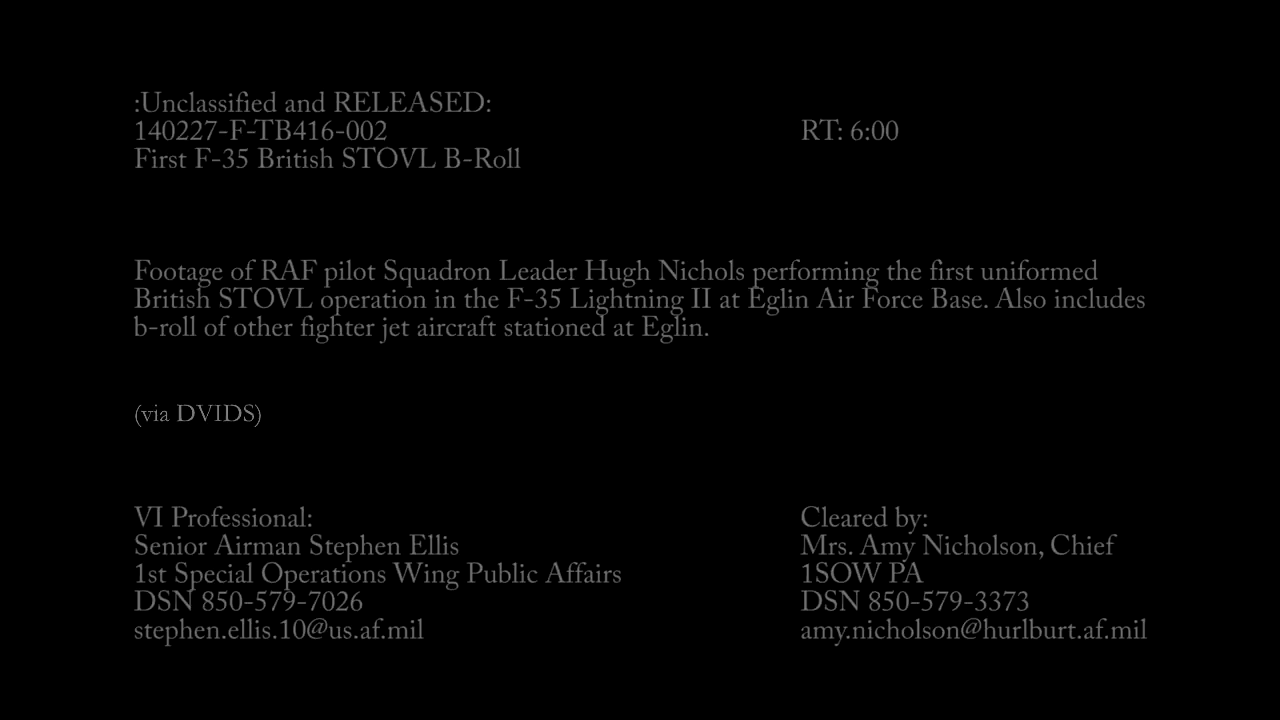 :Unclassified and RELEASED:
140227-F-TB416-002 RT: 6:00
First F-35 British STOVL B-Roll
Footage of RAF pilot Squadron Leader Hugh Nichols performing the first uniformed
British STOVL operation in the F-35 Lightning II at Eglin Air Force Base. Also includes
b-roll of other fighter jet aircraft stationed at Eglin.
(via DVIDS)
VI Professional:
Senior Airman Stephen Ellis
1st Special Operations Wing Public Affairs
DSN 850-579-7026
stephen.ellis.10@us.af.mil
Cleared by:
Mrs. Amy Nicholson, Chief
1SOW PA
DSN 850-579-3373
amy.nicholson@hurlburt.af.mil